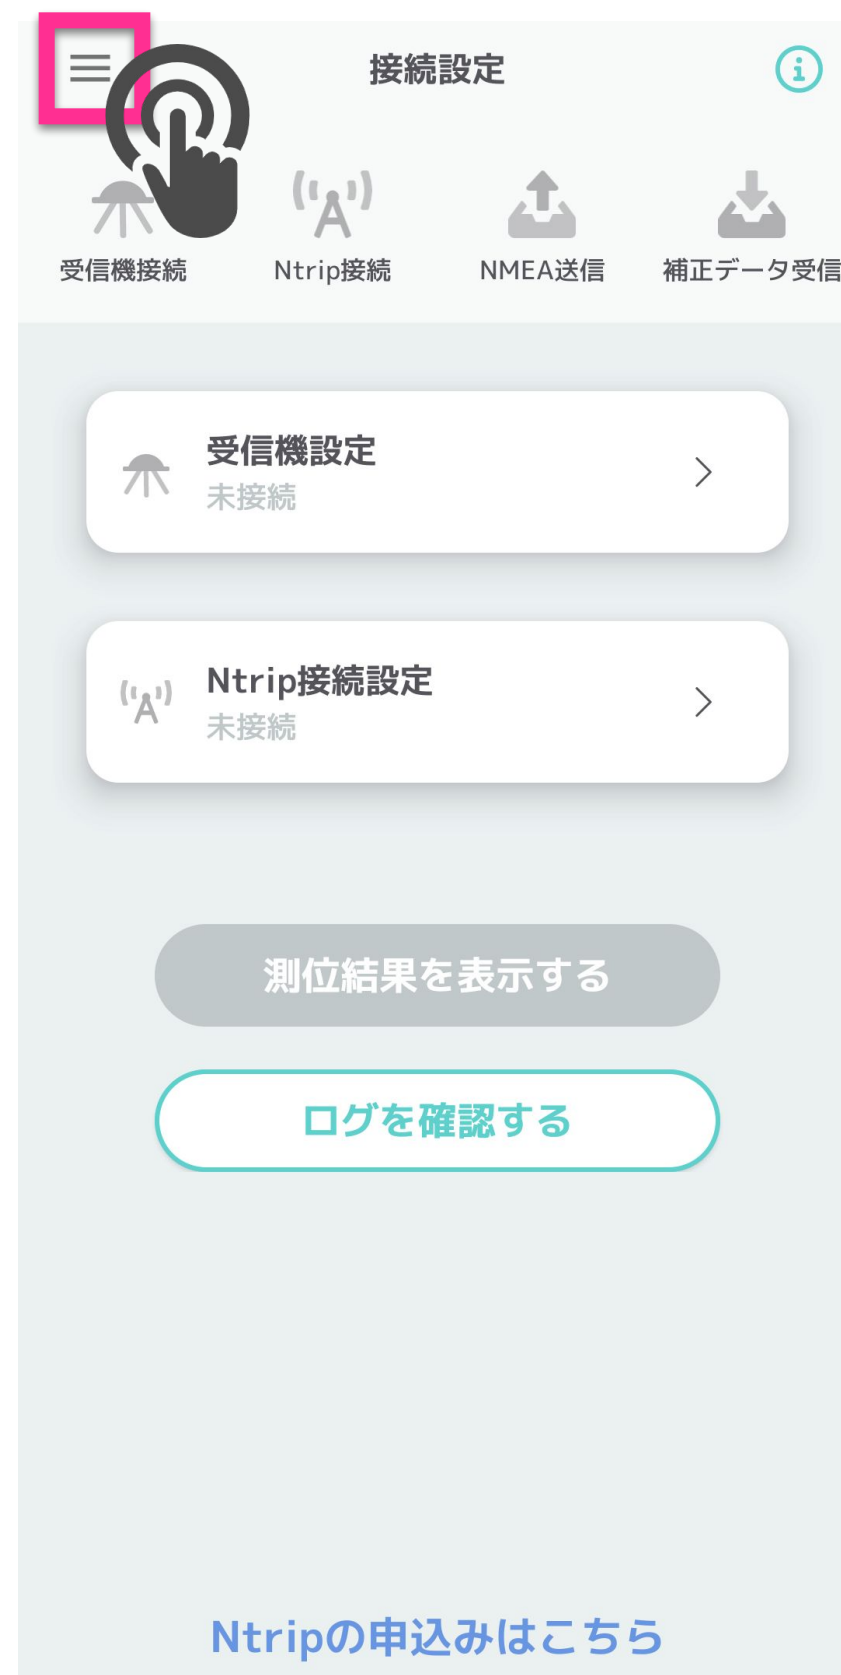 接続設定
受信機接続
Ntrip接続
NMEA送信
補正データ受信
受信機設定
未接続
Ntrip接続設定
未接続
測位結果を表示する
ログを確認する
Ntripの申込みはこちら